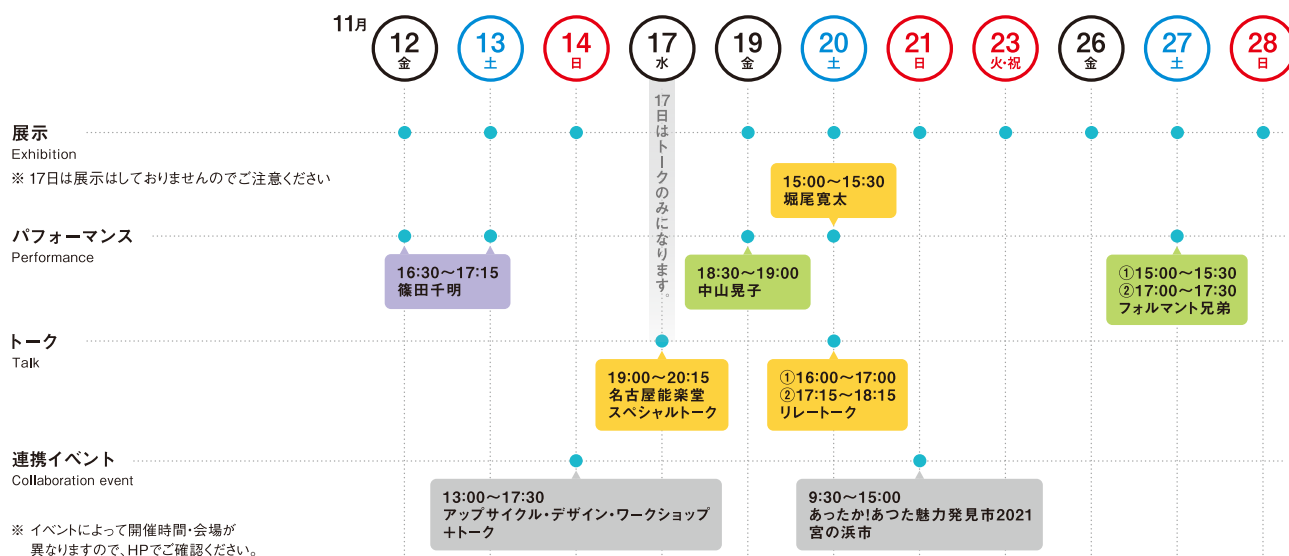 11月
12
金
13
土
14
日
17
水
19
金
20
土
21
日
23
火・祝
26
金
27
土
28
日
17日はトークのみになります。
展示
Exhibition
※ 17日は展示はしておりませんのでご注意ください
15:00〜15:30
堀尾寛太
パフォーマンス
Performance
16:30〜17:15
篠田千明
18:30〜19:00
中山晃子
①15:00〜15:30
②17:00〜17:30
フォルマント兄弟
トーク
Talk
19:00〜20:15
名古屋能楽堂
スペシャルトーク
①16:00〜17:00
②17:15〜18:15
リレートーク
連携イベント
Collaboration event
13:00〜17:30
アップサイクル・デザイン・ワークショップ
＋トーク
9:30〜15:00
あったか!あつた魅力発見市2021
宮の浜市
※ イベントによって開催時間・会場が
異なりますので、HPでご確認ください。